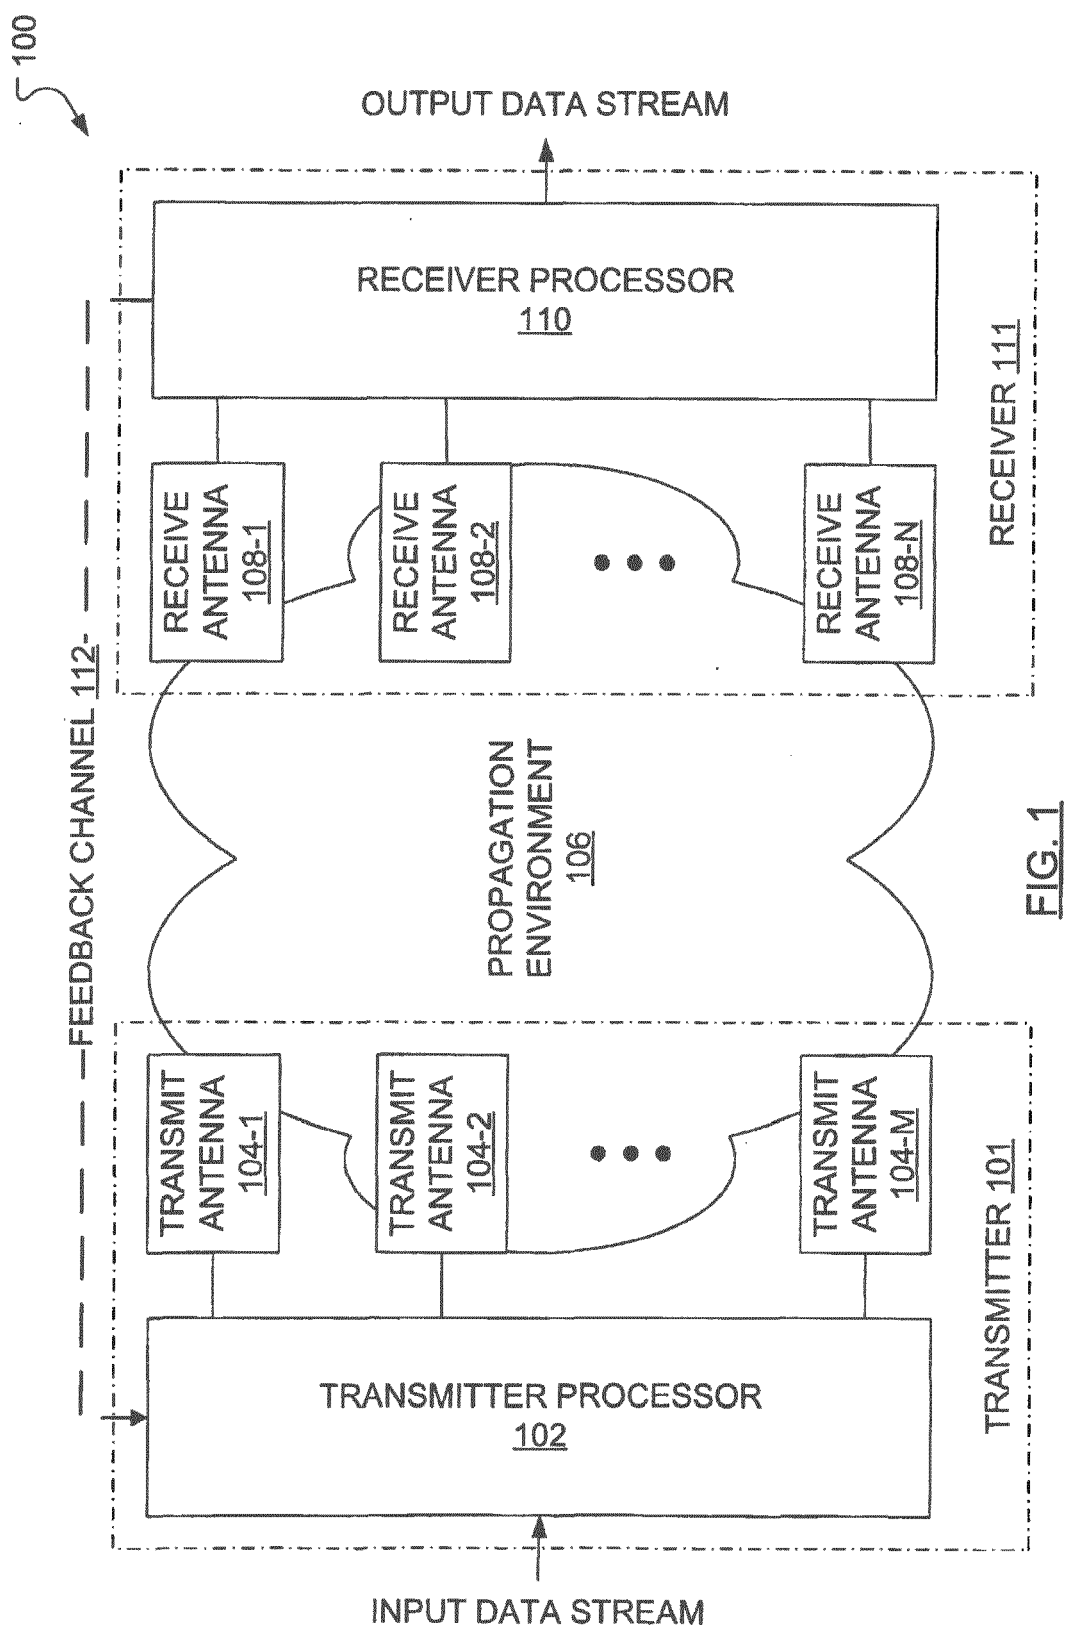 100
FEEDBACK CHANNEL 112
INPUT DATA STREAM
TRANSMITTER PROCESSOR
102
TRANSMIT
ANTENNA
104-1
TRANSMIT
ANTENNA
104-2
TRANSMIT
ANTENNA
104-M
TRANSMITTER 101
PROPAGATION
ENVIRONMENT
106
RECEIVE
ANTENNA
108-1
RECEIVE
ANTENNA
108-2
RECEIVE
ANTENNA
108-N
RECEIVER PROCESSOR
110
RECEIVER 111
OUTPUT DATA STREAM
FIG. 1